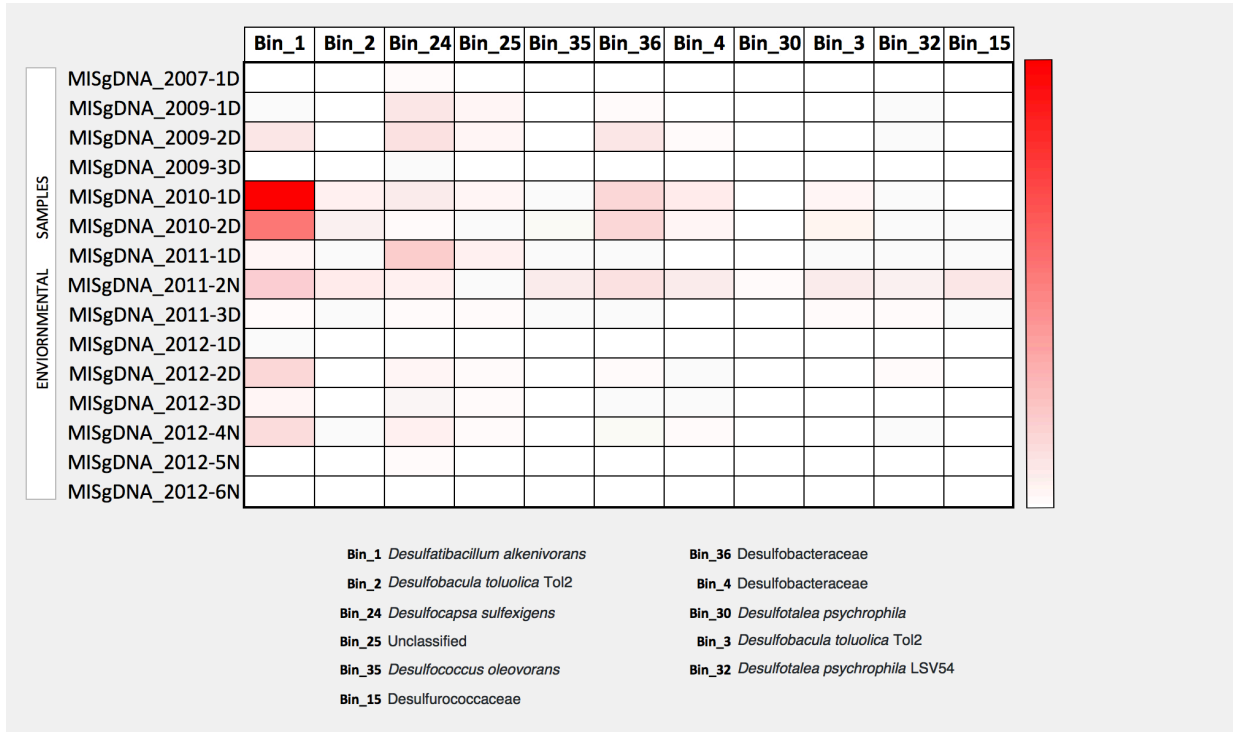 Bin_1 Bin_2 Bin_24 Bin_25 Bin_35 Bin_36 Bin_4 Bin_30 Bin_3 Bin_32 Bin_15
ENVIORNMENTAL SAMPLES
MISgDNA_2007-1D
MISgDNA_2009-1D
MISgDNA_2009-2D
MISgDNA_2009-3D
MISgDNA_2010-1D
MISgDNA_2010-2D
MISgDNA_2011-1D
MISgDNA_2011-2N
MISgDNA_2011-3D
MISgDNA_2012-1D
MISgDNA_2012-2D
MISgDNA_2012-3D
MISgDNA_2012-4N
MISgDNA_2012-5N
MISgDNA_2012-6N
Bin_1 Desulfatibacillum alkenivorans
Bin_2 Desulfobacula toluolica Tol2
Bin_24 Desulfocapsa sulfexigens
Bin_25 Unclassified
Bin_35 Desulfococcus oleovorans
Bin_15 Desulfurococcaceae
Bin_36 Desulfobacteraceae
Bin_4 Desulfobacteraceae
Bin_30 Desulfotalea psychrophila
Bin_3 Desulfobacula toluolica Tol2
Bin_32 Desulfotalea psychrophila LSV54